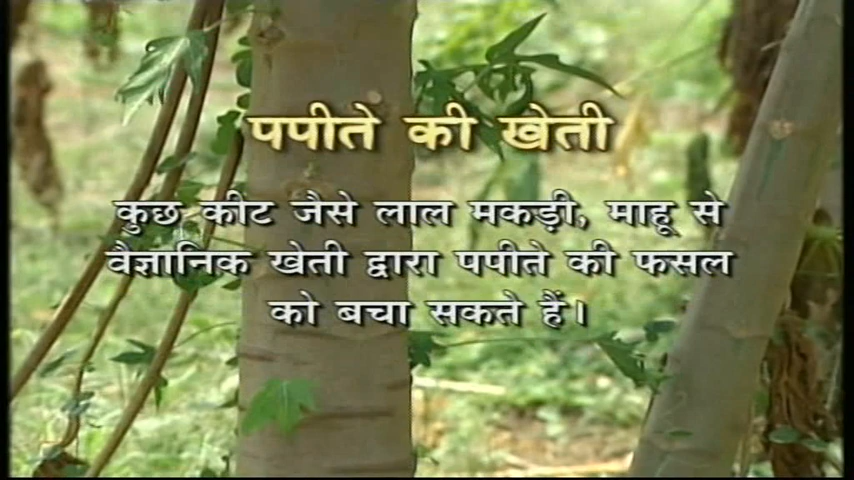 पपीते की खेती
कुछ कीट जैसे लाल मकड़ी, माहू से
वैज्ञानिक खेती द्वारा पपीते की फसल
को बचा सकते हैं।